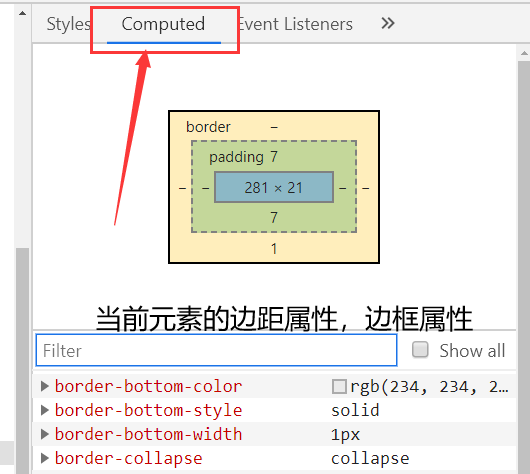 Styles Computed Event Listeners »
border –
padding 7
– – 281 × 21 – –
7
1
当前元素的边距属性，边框属性
Filter Show all
border-bottom-color rgb(234, 234, 2…
border-bottom-style solid
border-bottom-width 1px
border-collapse collapse